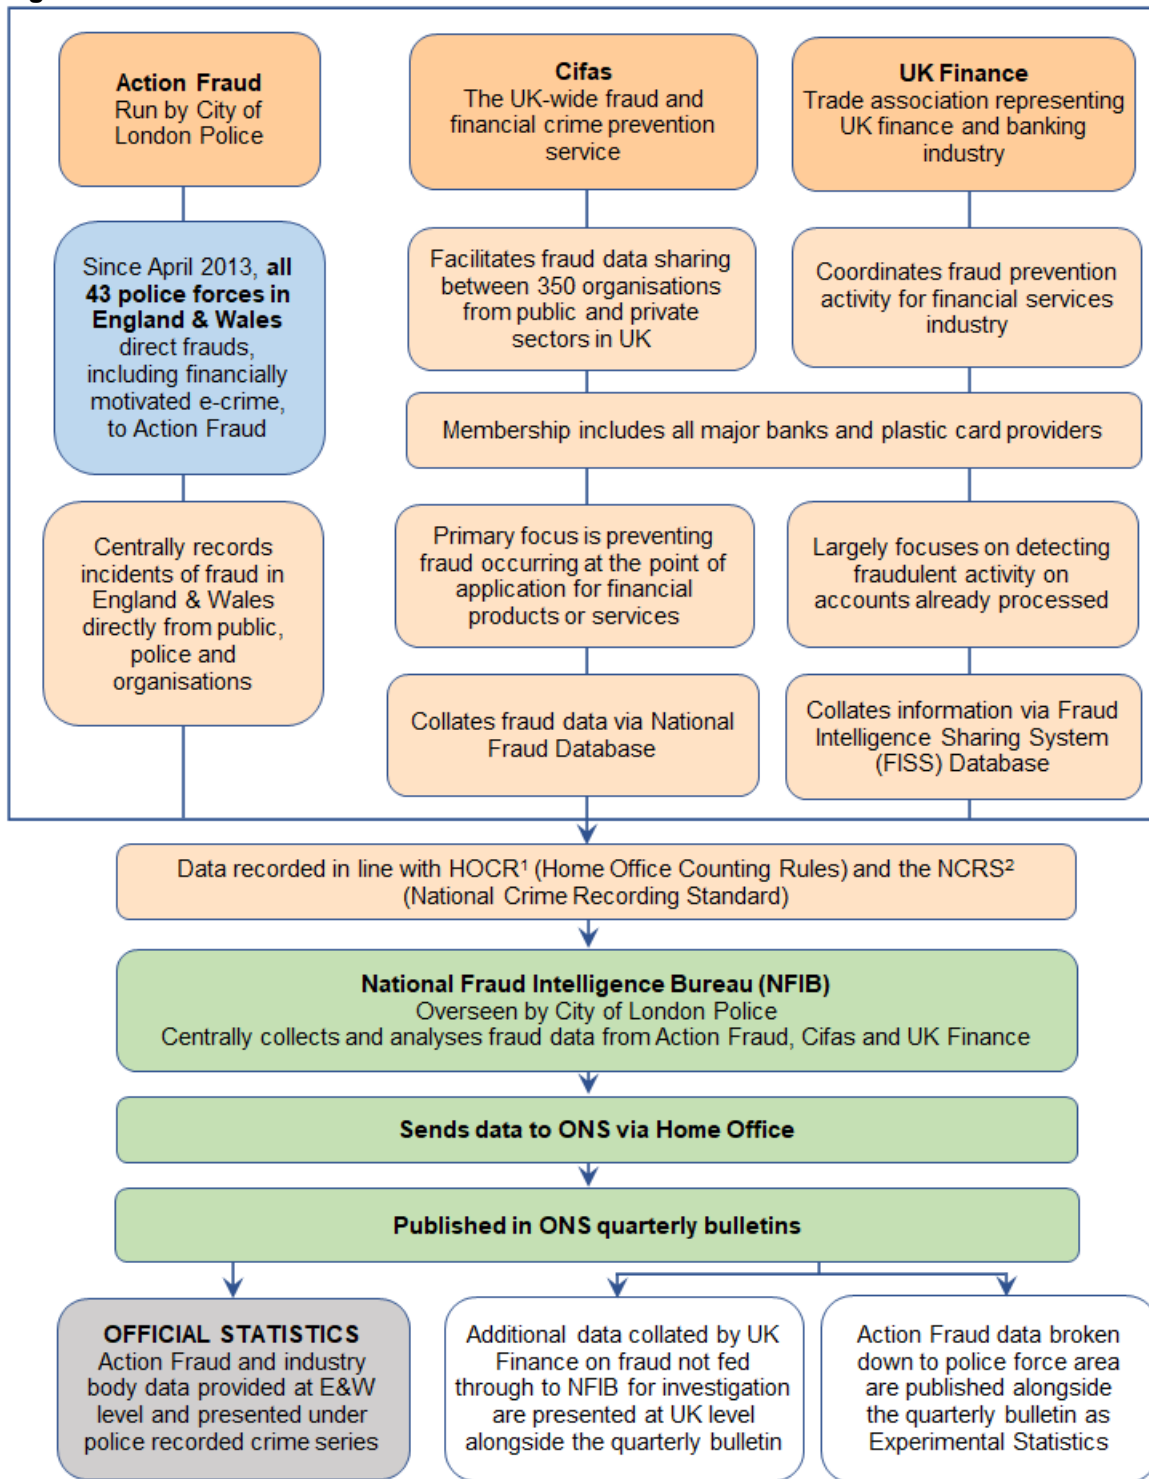 Action Fraud
Run by City of
London Police
Cifas
The UK-wide fraud and
financial crime prevention
service
UK Finance
Trade association representing
UK finance and banking
industry
Since April 2013, all
43 police forces in
England & Wales
direct frauds,
including financially
motivated e-crime,
to Action Fraud
Facilitates fraud data sharing
between 350 organisations
from public and private
sectors in UK
Coordinates fraud prevention
activity for financial services
industry
Membership includes all major banks and plastic card providers
Centrally records
incidents of fraud in
England & Wales
directly from public,
police and
organisations
Primary focus is preventing
fraud occurring at the point of
application for financial
products or services
Largely focuses on detecting
fraudulent activity on
accounts already processed
Collates fraud data via National
Fraud Database
Collates information via Fraud
Intelligence Sharing System
(FISS) Database
Data recorded in line with HOCR¹ (Home Office Counting Rules) and the NCRS²
(National Crime Recording Standard)
National Fraud Intelligence Bureau (NFIB)
Overseen by City of London Police
Centrally collects and analyses fraud data from Action Fraud, Cifas and UK Finance
Sends data to ONS via Home Office
Published in ONS quarterly bulletins
OFFICIAL STATISTICS
Action Fraud and industry
body data provided at E&W
level and presented under
police recorded crime series
Additional data collated by UK
Finance on fraud not fed
through to NFIB for investigation
are presented at UK level
alongside the quarterly bulletin
Action Fraud data broken
down to police force area
are published alongside
the quarterly bulletin as
Experimental Statistics